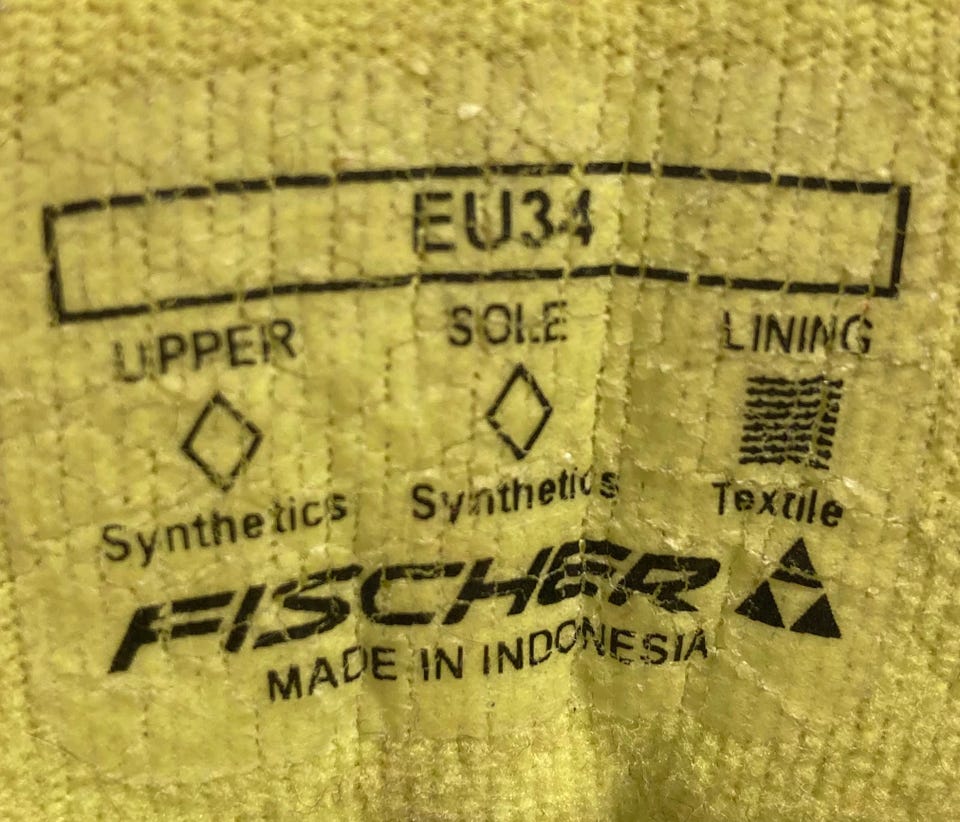 EU34
UPPER SOLE LINING
Synthetics Synthetics Textile
FISCHER
MADE IN INDONESIA